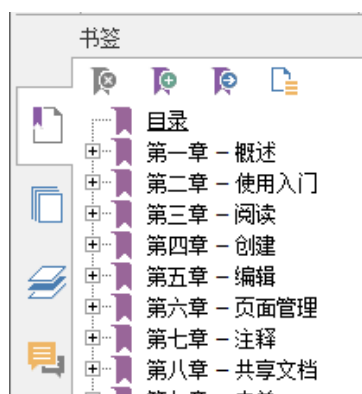 书签
目录
第一章 – 概述
第二章 – 使用入门
第三章 – 阅读
第四章 – 创建
第五章 – 编辑
第六章 – 页面管理
第七章 – 注释
第八章 – 共享文档